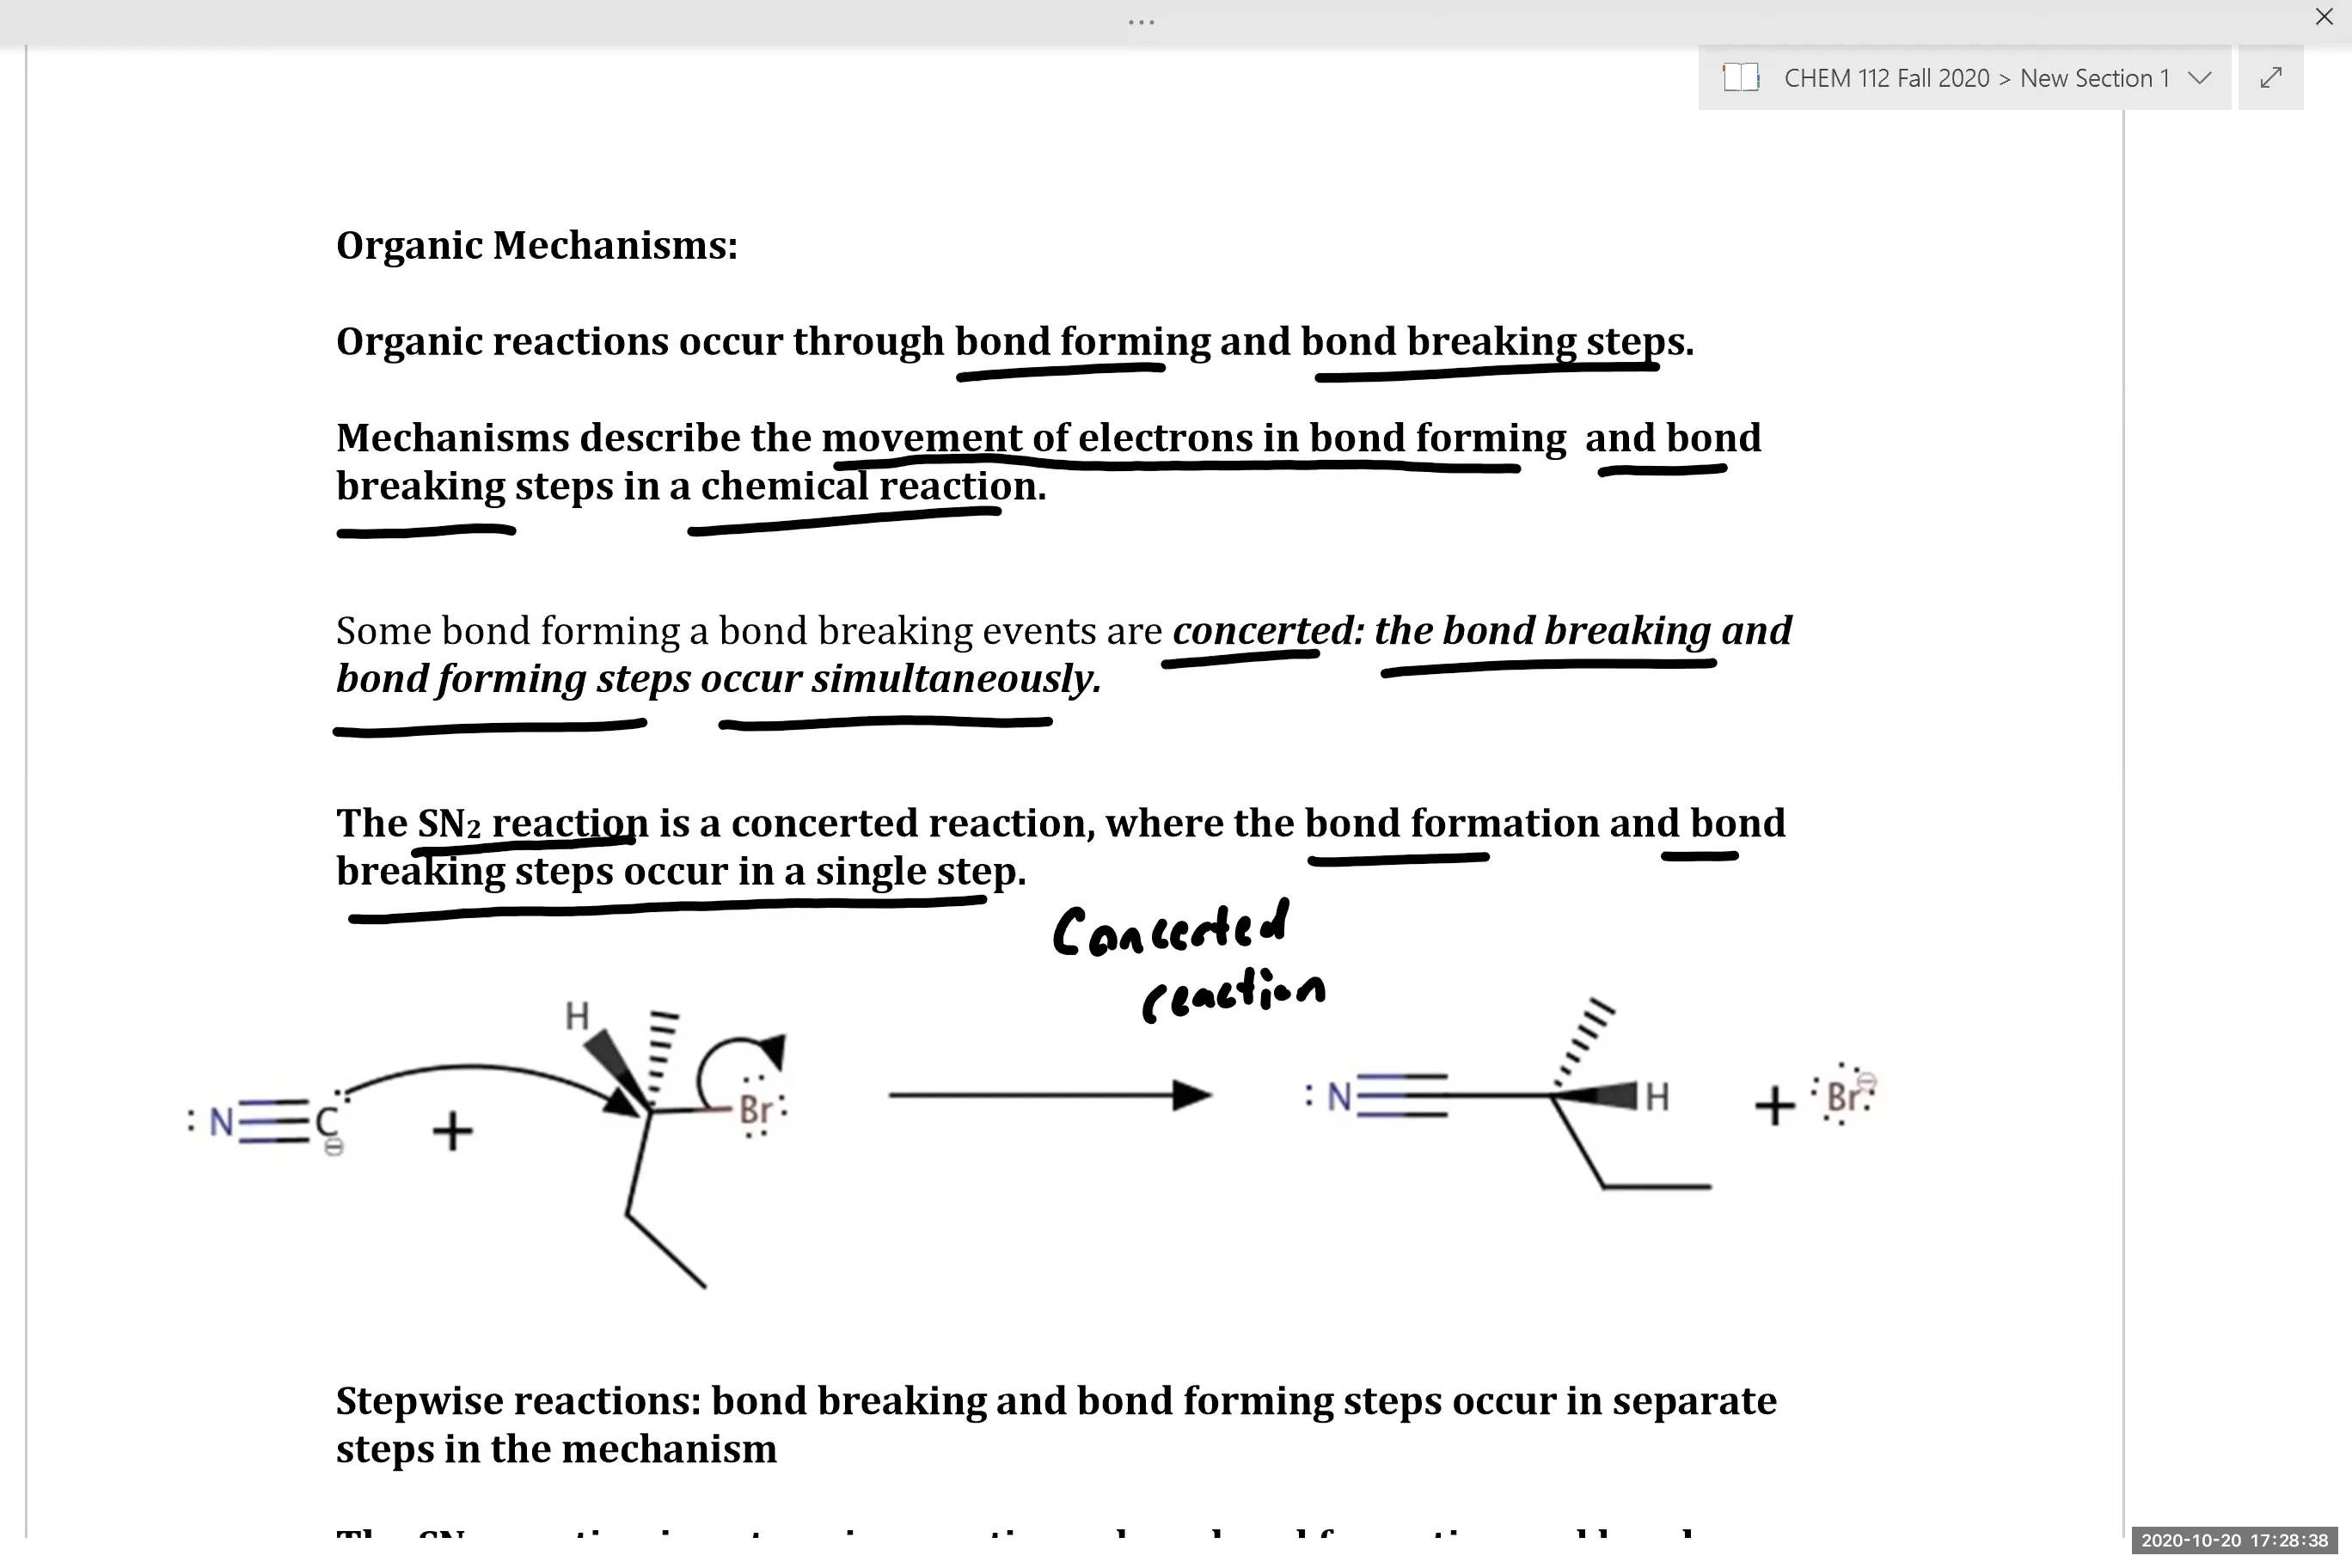 CHEM 112 Fall 2020 > New Section 1
Organic Mechanisms:
Organic reactions occur through bond forming and bond breaking steps.
Mechanisms describe the movement of electrons in bond forming and bond
breaking steps in a chemical reaction.
Some bond forming a bond breaking events are concerted: the bond breaking and
bond forming steps occur simultaneously.
The SN₂ reaction is a concerted reaction, where the bond formation and bond
breaking steps occur in a single step.
Concerted
reaction
H
:N≡C:⊖ + Br: :N≡ H + :Br:⊖
Stepwise reactions: bond breaking and bond forming steps occur in separate
steps in the mechanism
2020-10-20 17:28:38